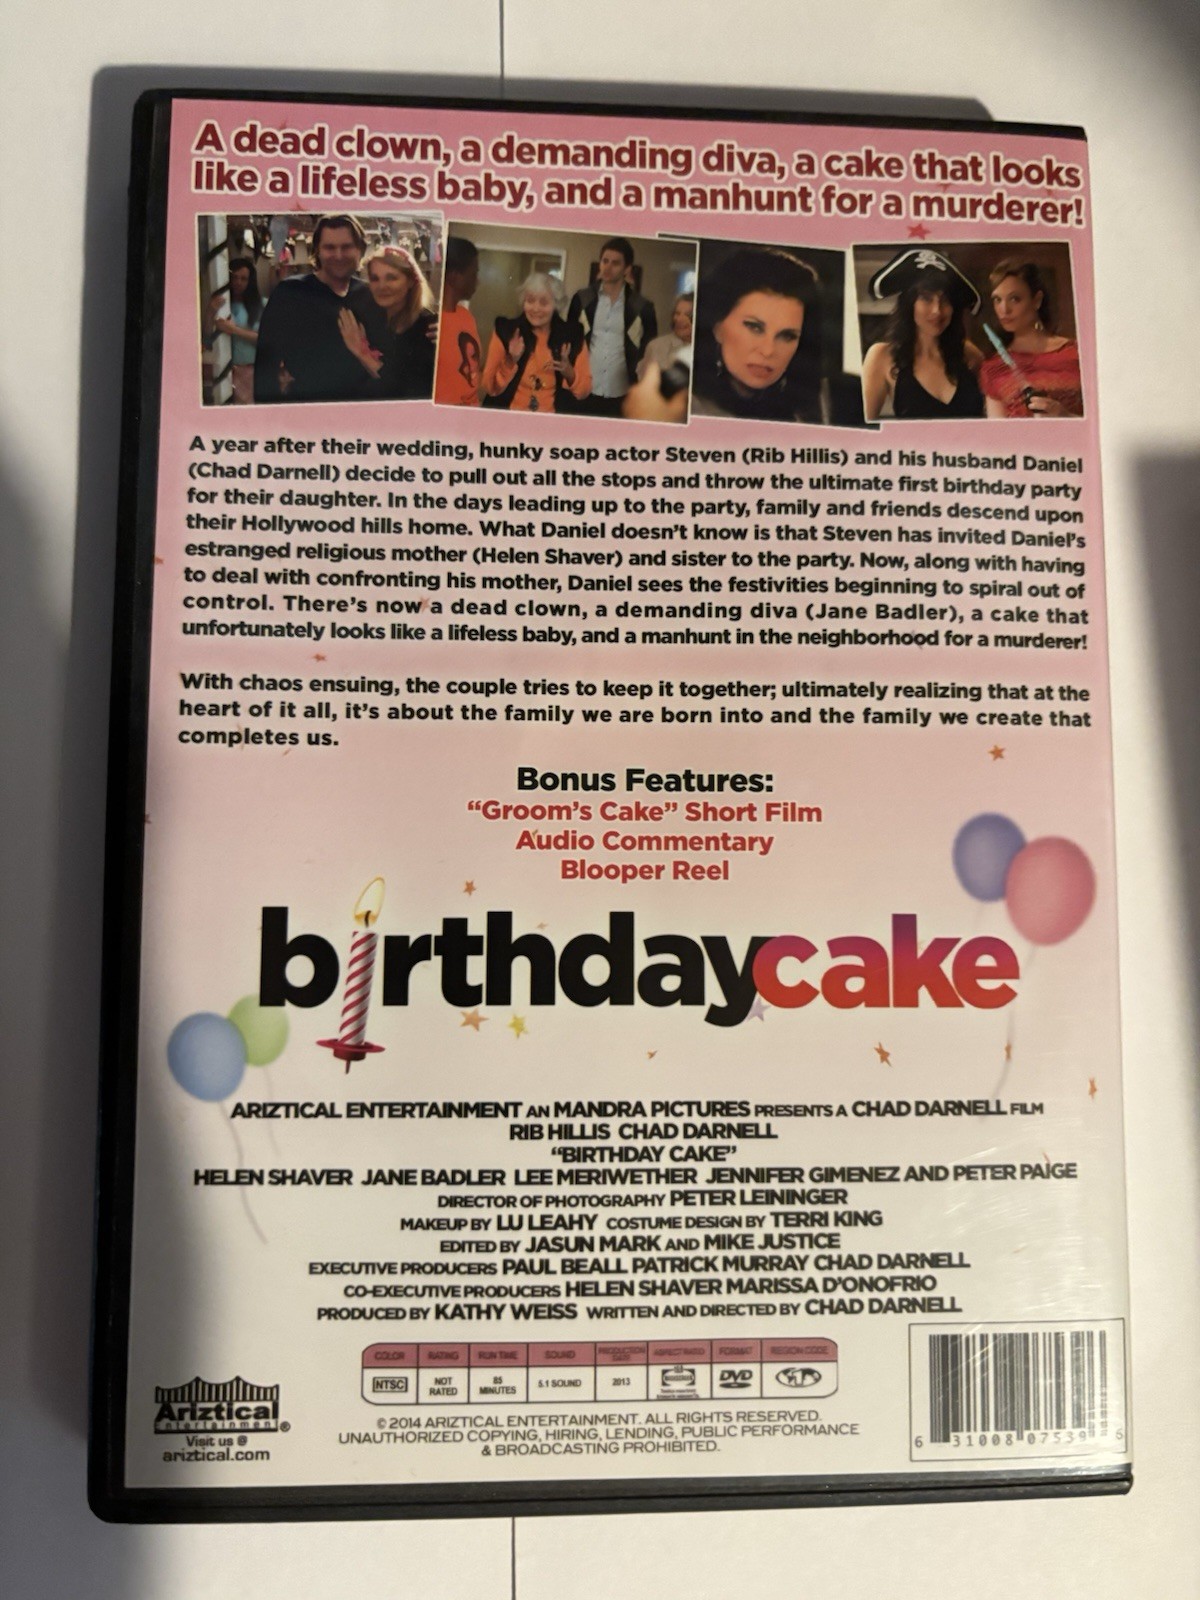 A dead clown, a demanding diva, a cake that looks
like a lifeless baby, and a manhunt for a murderer!
A year after their wedding, hunky soap actor Steven (Rib Hillis) and his husband Daniel
(Chad Darnell) decide to pull out all the stops and throw the ultimate first birthday party
for their daughter. In the days leading up to the party, family and friends descend upon
their Hollywood hills home. What Daniel doesn't know is that Steven has invited Daniel's
estranged religious mother (Helen Shaver) and sister to the party. Now, along with having
to deal with confronting his mother, Daniel sees the festivities beginning to spiral out of
control. There's now a dead clown, a demanding diva (Jane Badler), a cake that
unfortunately looks like a lifeless baby, and a manhunt in the neighborhood for a murderer!
With chaos ensuing, the couple tries to keep it together; ultimately realizing that at the
heart of it all, it's about the family we are born into and the family we create that
completes us.
Bonus Features:
"Groom's Cake" Short Film
Audio Commentary
Blooper Reel
birthdaycake
ARIZTICAL ENTERTAINMENT AN MANDRA PICTURES PRESENTS A CHAD DARNELL FILM
RIB HILLIS CHAD DARNELL
"BIRTHDAY CAKE"
HELEN SHAVER JANE BADLER LEE MERIWETHER JENNIFER GIMENEZ AND PETER PAIGE
DIRECTOR OF PHOTOGRAPHY PETER LEININGER
MAKEUP BY LU LEAHY COSTUME DESIGN BY TERRI KING
EDITED BY JASUN MARK AND MIKE JUSTICE
EXECUTIVE PRODUCERS PAUL BEALL PATRICK MURRAY CHAD DARNELL
CO-EXECUTIVE PRODUCERS HELEN SHAVER MARISSA D'ONOFRIO
PRODUCED BY KATHY WEISS WRITTEN AND DIRECTED BY CHAD DARNELL
COLOR RATING RUN TIME SOUND PRODUCTION DATE ASPECT RATIO FORMAT REGION CODE
NTSC NOT RATED 85 MINUTES 5.1 SOUND 2013 DVD
Ariztical
Entertainment®
Visit us @
ariztical.com
© 2014 ARIZTICAL ENTERTAINMENT. ALL RIGHTS RESERVED.
UNAUTHORIZED COPYING, HIRING, LENDING, PUBLIC PERFORMANCE
& BROADCASTING PROHIBITED.
6 31008 07539 6